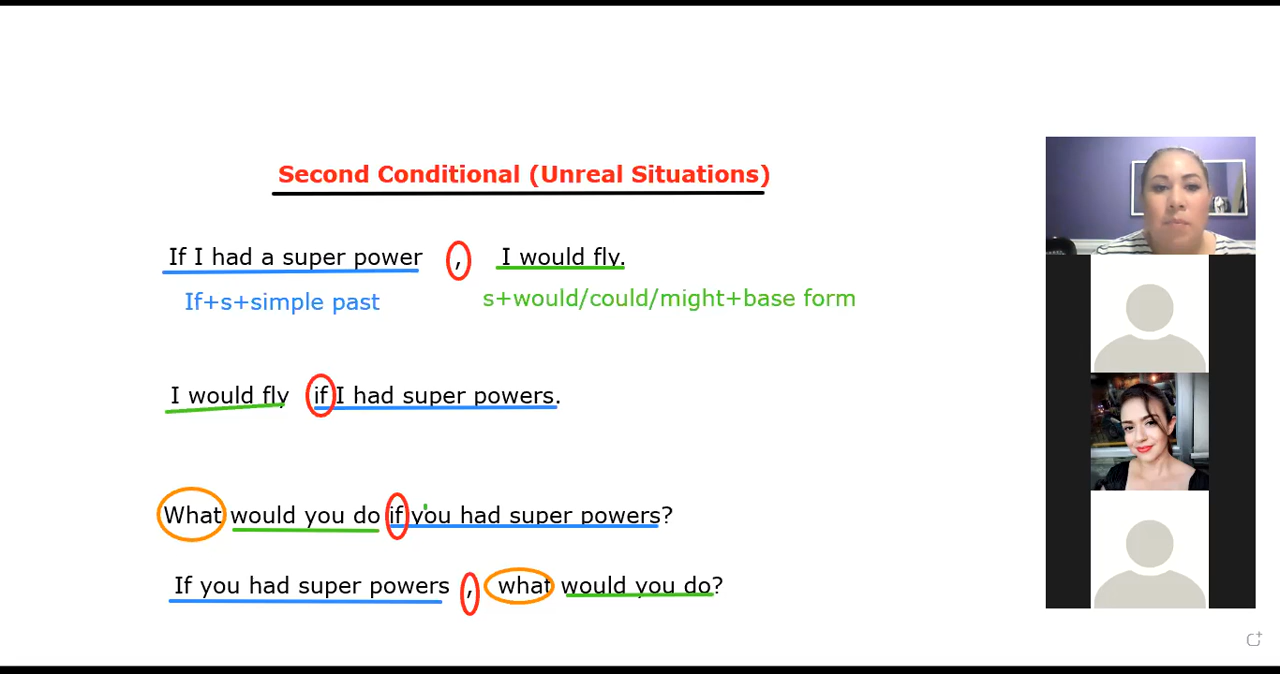 Second Conditional (Unreal Situations)
If I had a super power , I would fly.
If+s+simple past s+would/could/might+base form
I would fly if I had super powers.
What would you do if you had super powers?
If you had super powers , what would you do?